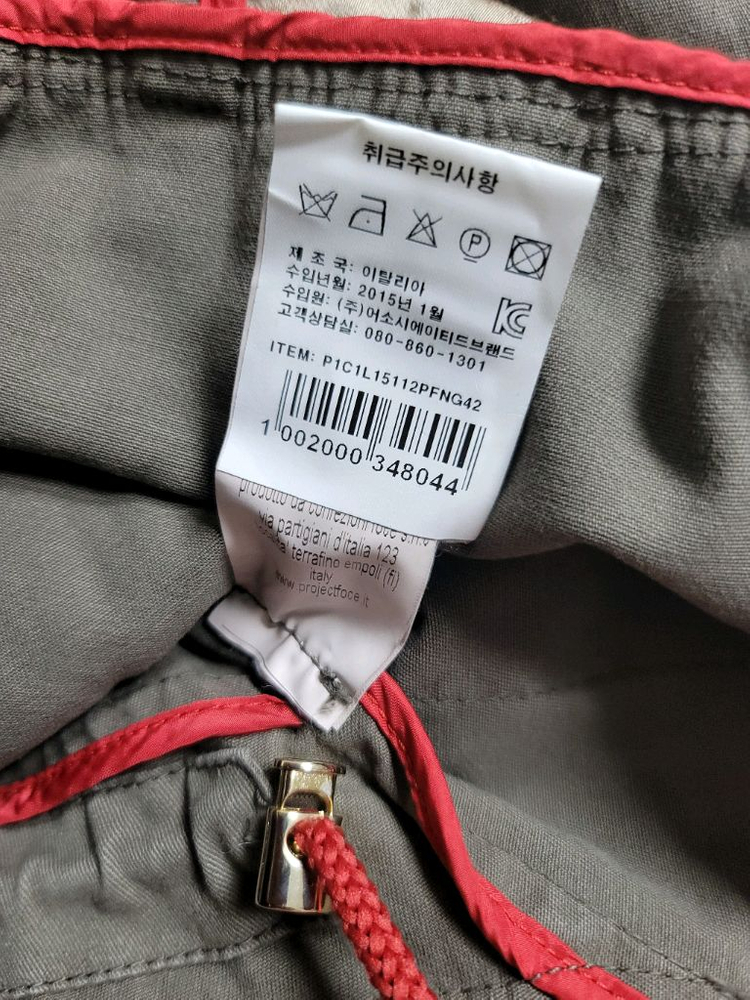 취급주의사항
P
제 조 국: 이탈리아
수입년월: 2015년 1월
수입원: (주)어소시에이티드브랜드
고객상담실: 080-860-1301
KC
ITEM: P1C1L15112PFNG42
1 002000 348044
prodotto da confezioni foce s.n.c
via partigiani d'italia 123
terrafino empoli (fi)
italy
www.projectfoce.it